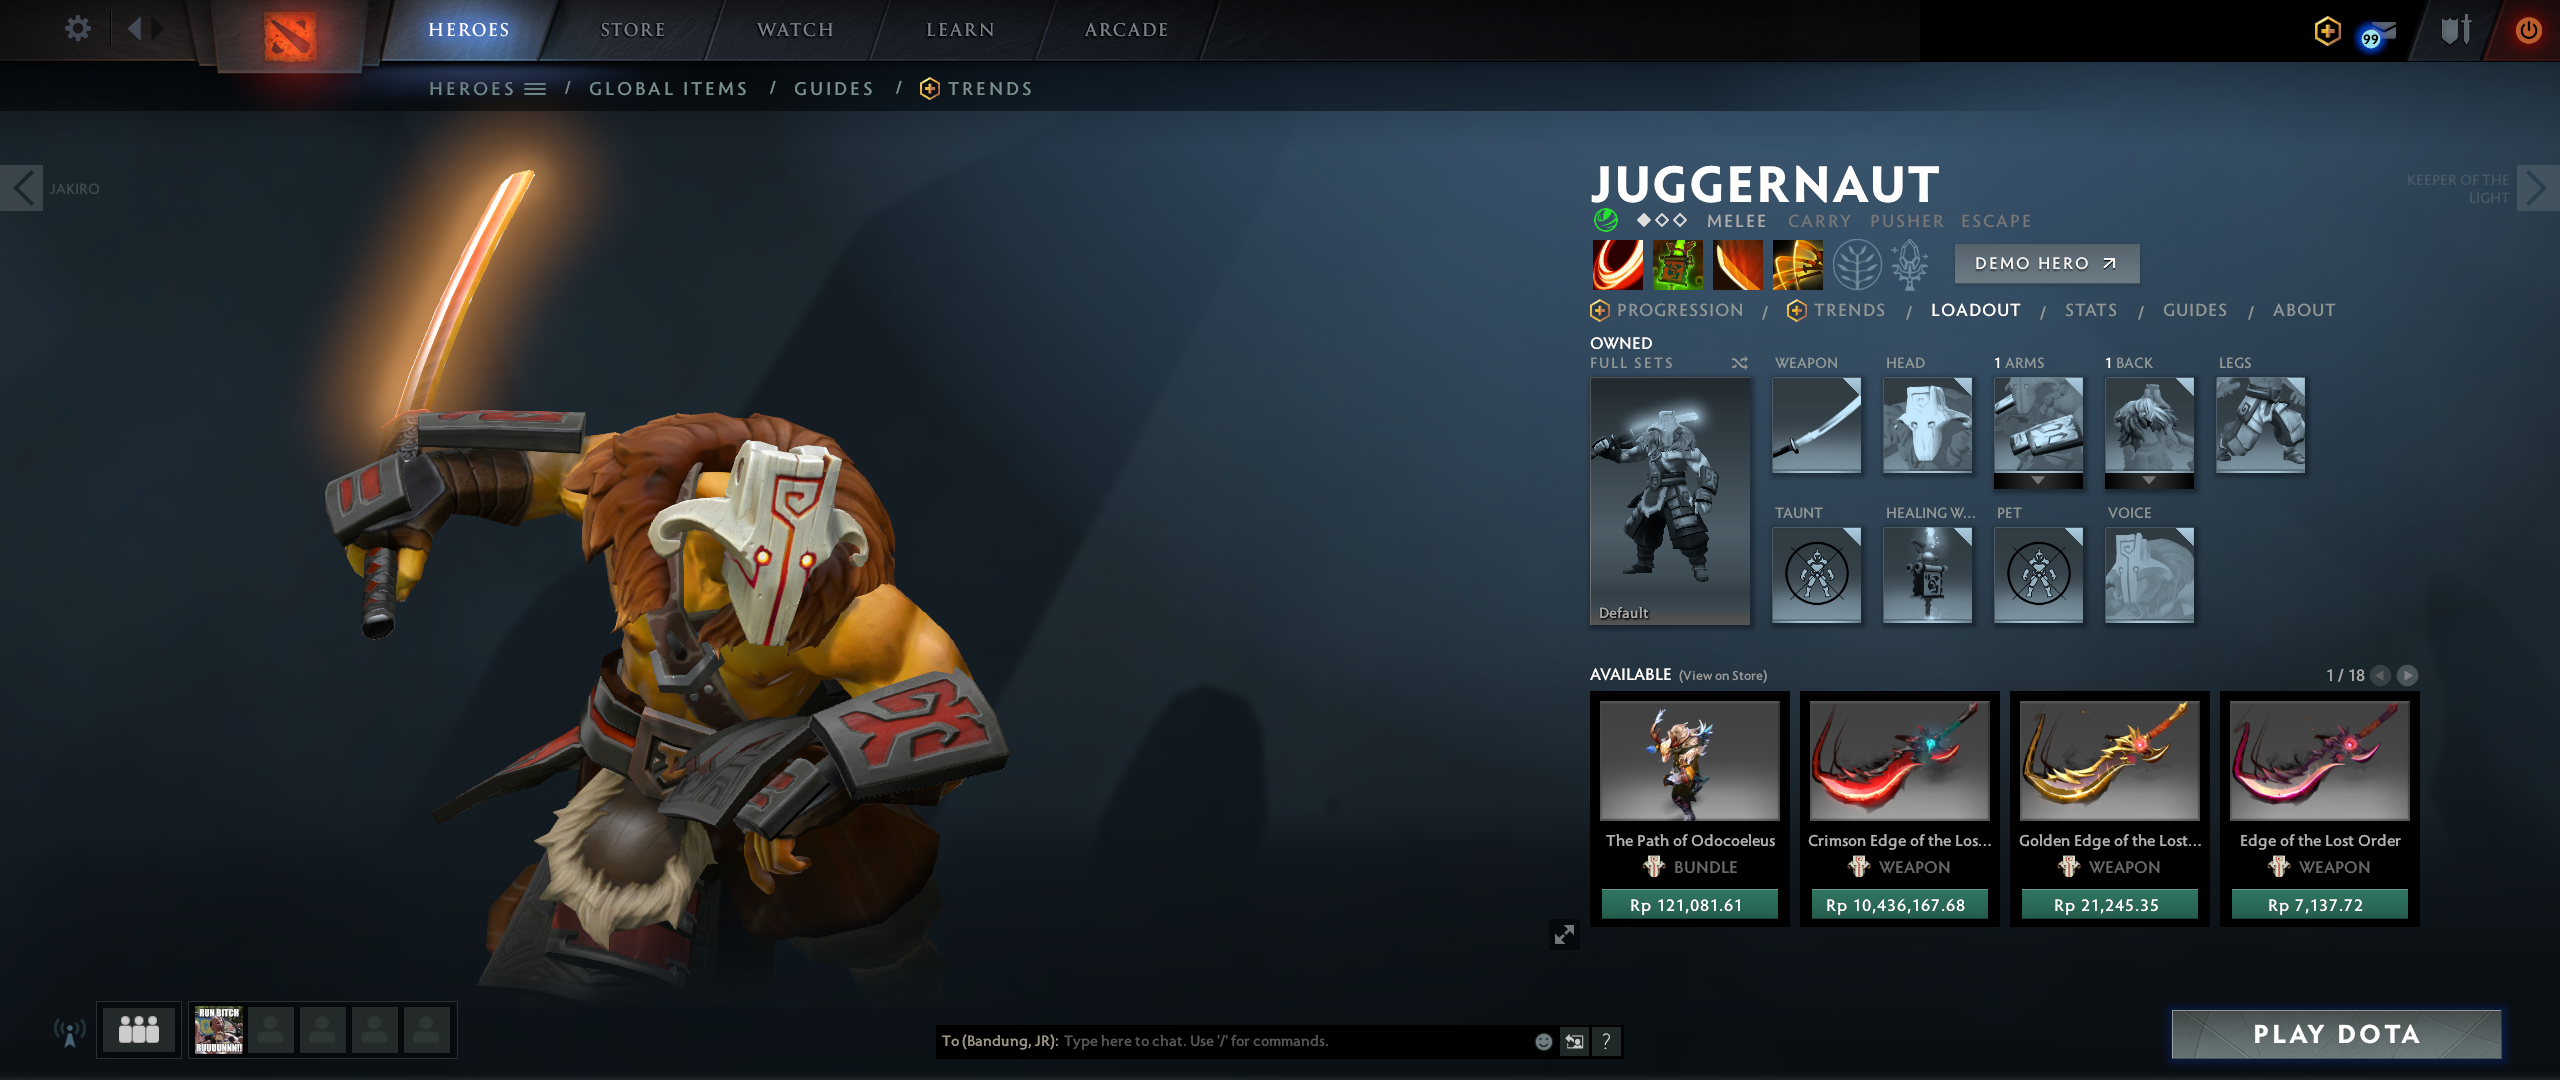 HEROES
STORE
WATCH
LEARN
ARCADE
99
HEROES / GLOBAL ITEMS / GUIDES / TRENDS
JAKIRO
KEEPER OF THE
LIGHT
JUGGERNAUT
MELEE CARRY PUSHER ESCAPE
DEMO HERO
PROGRESSION / TRENDS / LOADOUT / STATS / GUIDES / ABOUT
OWNED
FULL SETS
WEAPON
HEAD
1 ARMS
1 BACK
LEGS
TAUNT
HEALING W...
PET
VOICE
Default
AVAILABLE (View on Store)
1 / 18
The Path of Odocoeleus
BUNDLE
Rp 121,081.61
Crimson Edge of the Los...
WEAPON
Rp 10,436,167.68
Golden Edge of the Lost...
WEAPON
Rp 21,245.35
Edge of the Lost Order
WEAPON
Rp 7,137.72
RUN BITCH
RUUUUNNN!!
To (Bandung, JR): Type here to chat. Use '/' for commands.
?
PLAY DOTA